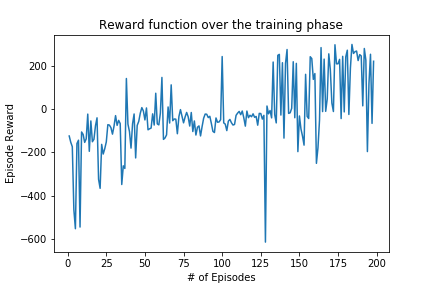 Reward function over the training phase
Episode Reward
200
0
−200
−400
−600
0 25 50 75 100 125 150 175 200
# of Episodes